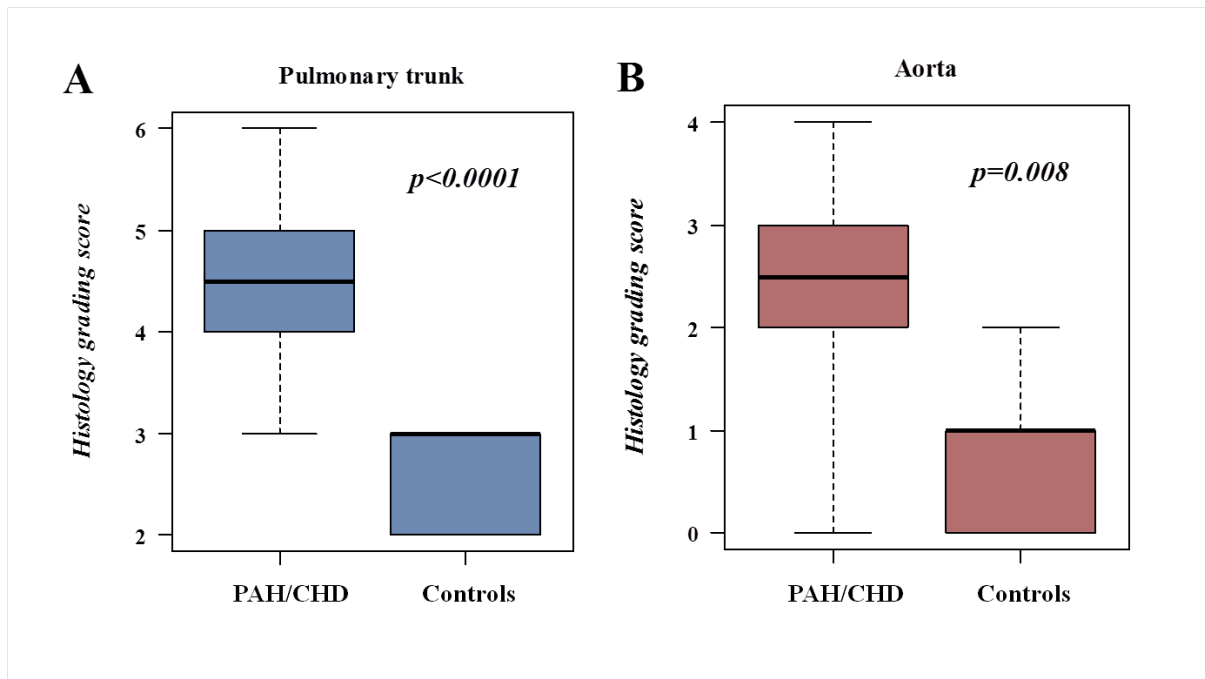 A
Pulmonary trunk
Histology grading score
6
5
4
3
2
p<0.0001
PAH/CHD
Controls
B
Aorta
Histology grading score
4
3
2
1
0
p=0.008
PAH/CHD
Controls